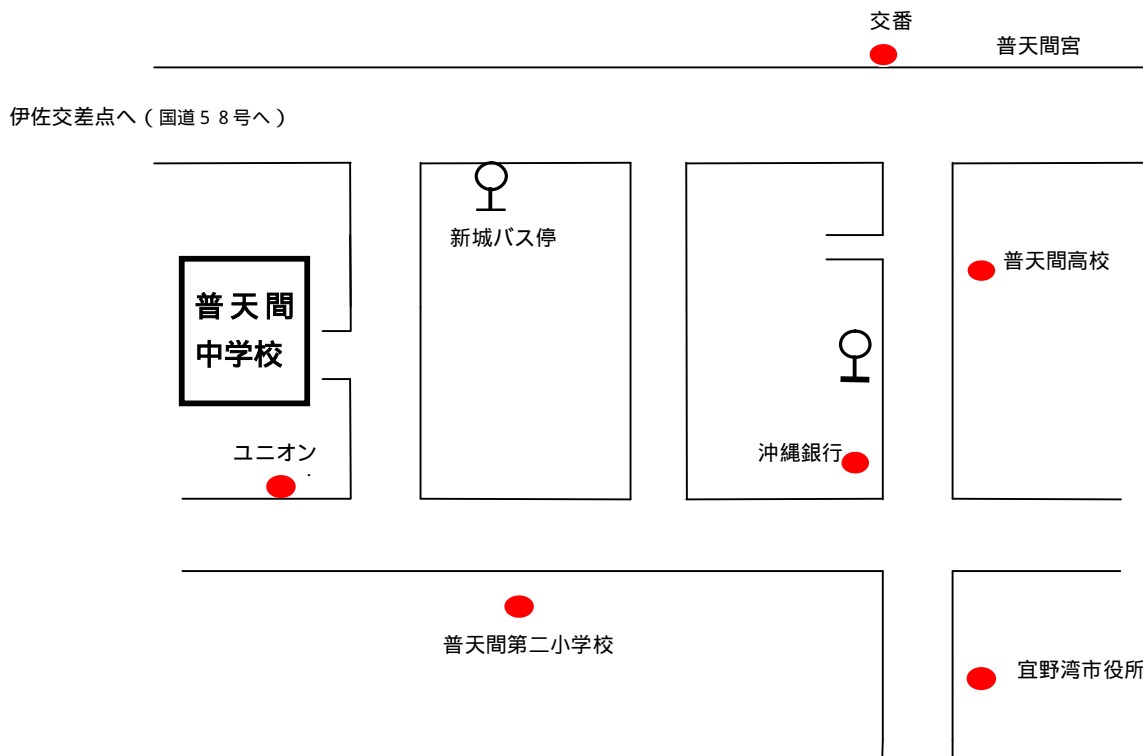 交番
普天間宮
伊佐交差点へ(国道58号へ)
新城バス停
普天間高校
普天間
中学校
ユニオン
沖縄銀行
普天間第二小学校
宜野湾市役所